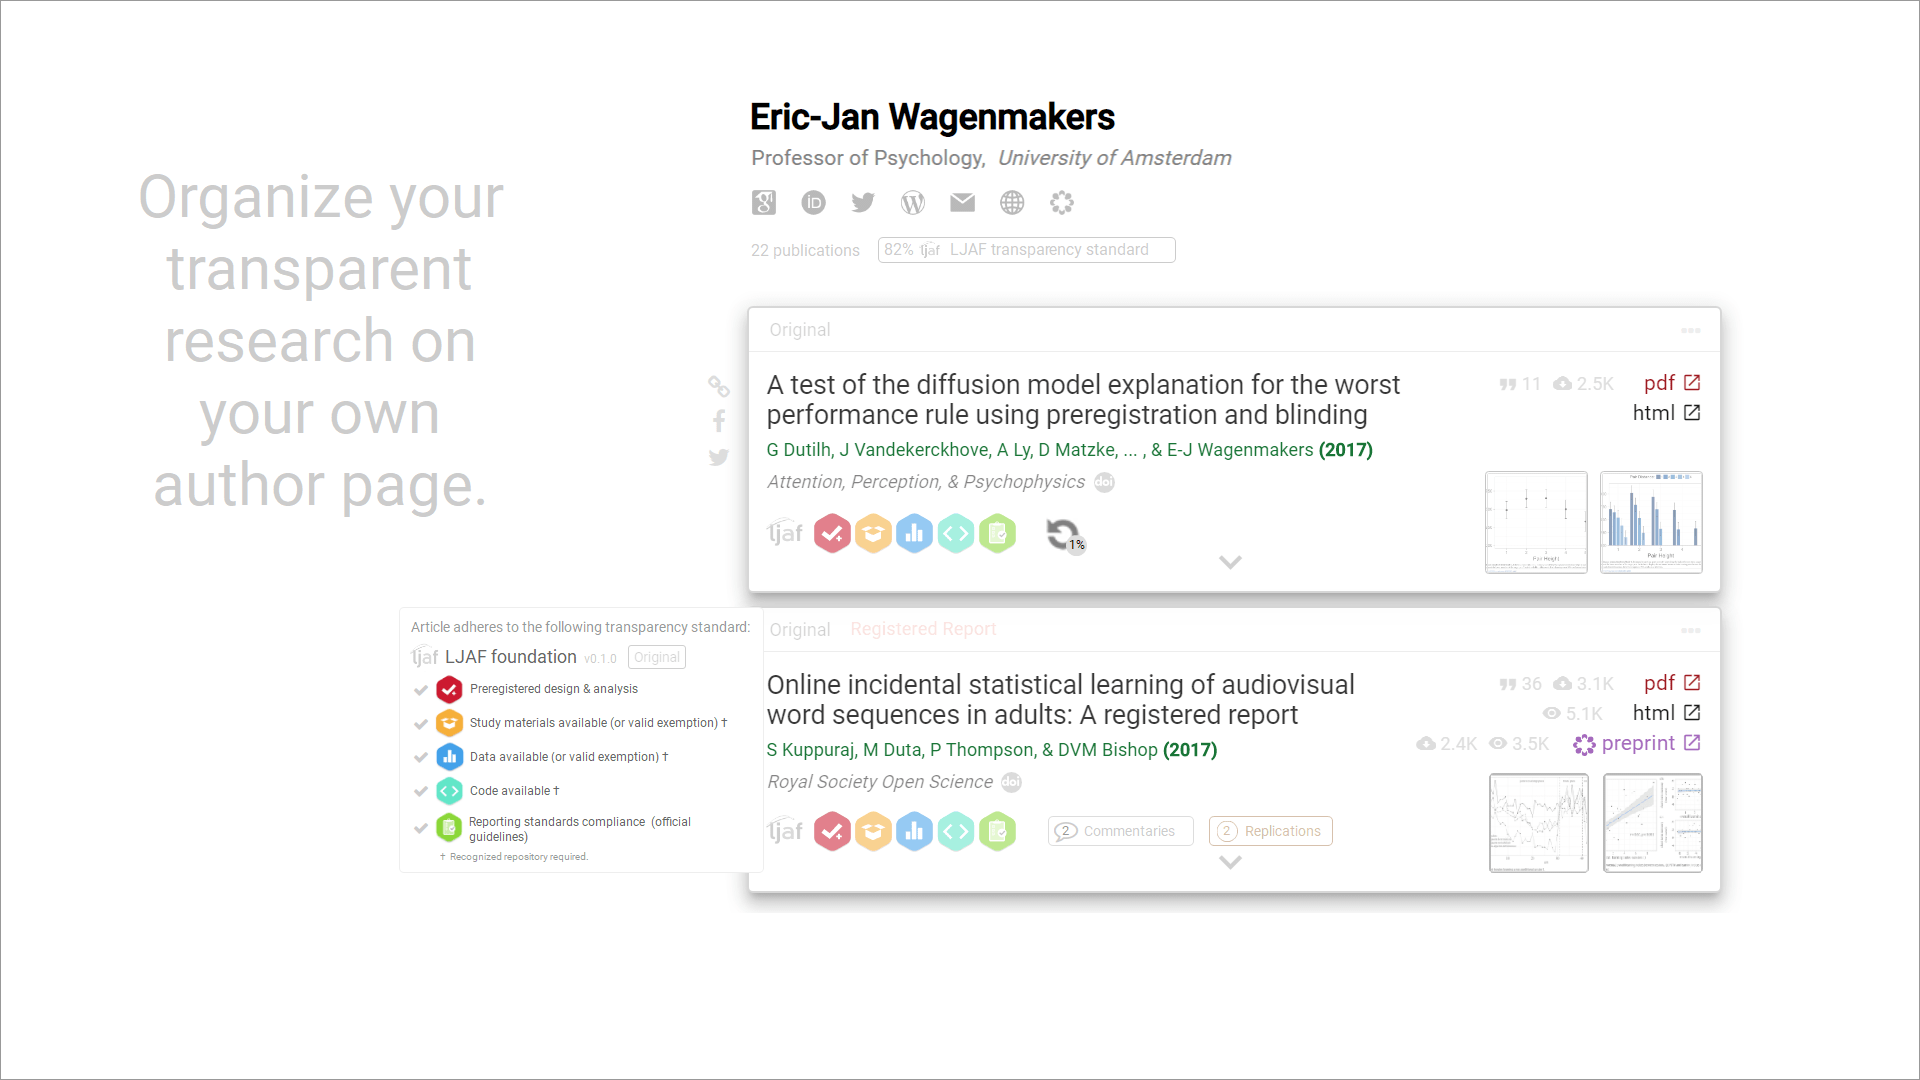 Organize your
transparent
research on
your own
author page.
Eric-Jan Wagenmakers
Professor of Psychology, University of Amsterdam
22 publications
82% ljaf LJAF transparency standard
Original
A test of the diffusion model explanation for the worst
performance rule using preregistration and blinding
11 2.5K pdf
html
G Dutilh, J Vandekerckhove, A Ly, D Matzke, ... , & E-J Wagenmakers (2017)
Attention, Perception, & Psychophysics doi
ljaf
1%
Pair Height
Pair Height
Article adheres to the following transparency standard:
ljaf LJAF foundation v0.1.0 Original
Preregistered design & analysis
Study materials available (or valid exemption) †
Data available (or valid exemption) †
Code available †
Reporting standards compliance (official
guidelines)
† Recognized repository required.
Original Registered Report
Online incidental statistical learning of audiovisual
word sequences in adults: A registered report
36 3.1K pdf
5.1K html
2.4K 3.5K preprint
S Kuppuraj, M Duta, P Thompson, & DVM Bishop (2017)
Royal Society Open Science doi
ljaf
2 Commentaries
2 Replications